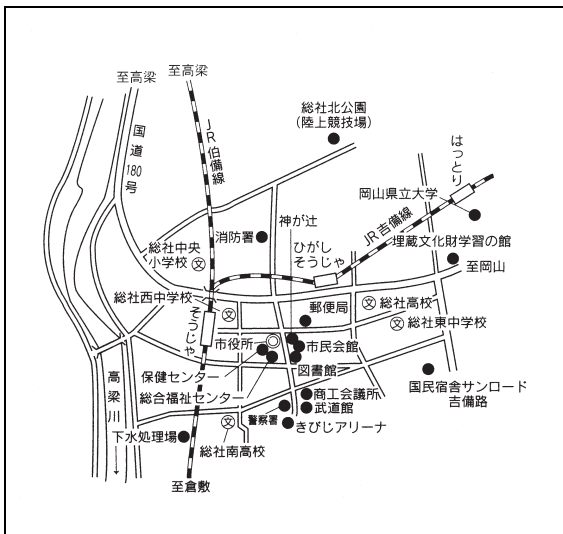 至高梁
至高梁
総社北公園
(陸上競技場)
国道180号
JR伯備線
はっとり
岡山県立大学
神が辻
消防署
ひがし
そうじゃ
JR吉備線
埋蔵文化財学習の館
総社中央
小学校
文
至岡山
総社西中学校
文
そうじゃ
郵便局
文
総社高校
文
総社東中学校
市役所
市民会館
保健センター
図書館
総合福祉センター
国民宿舎サンロード
吉備路
高梁川
商工会議所
警察署
武道館
きびじアリーナ
下水処理場
文
総社南高校
至倉敷